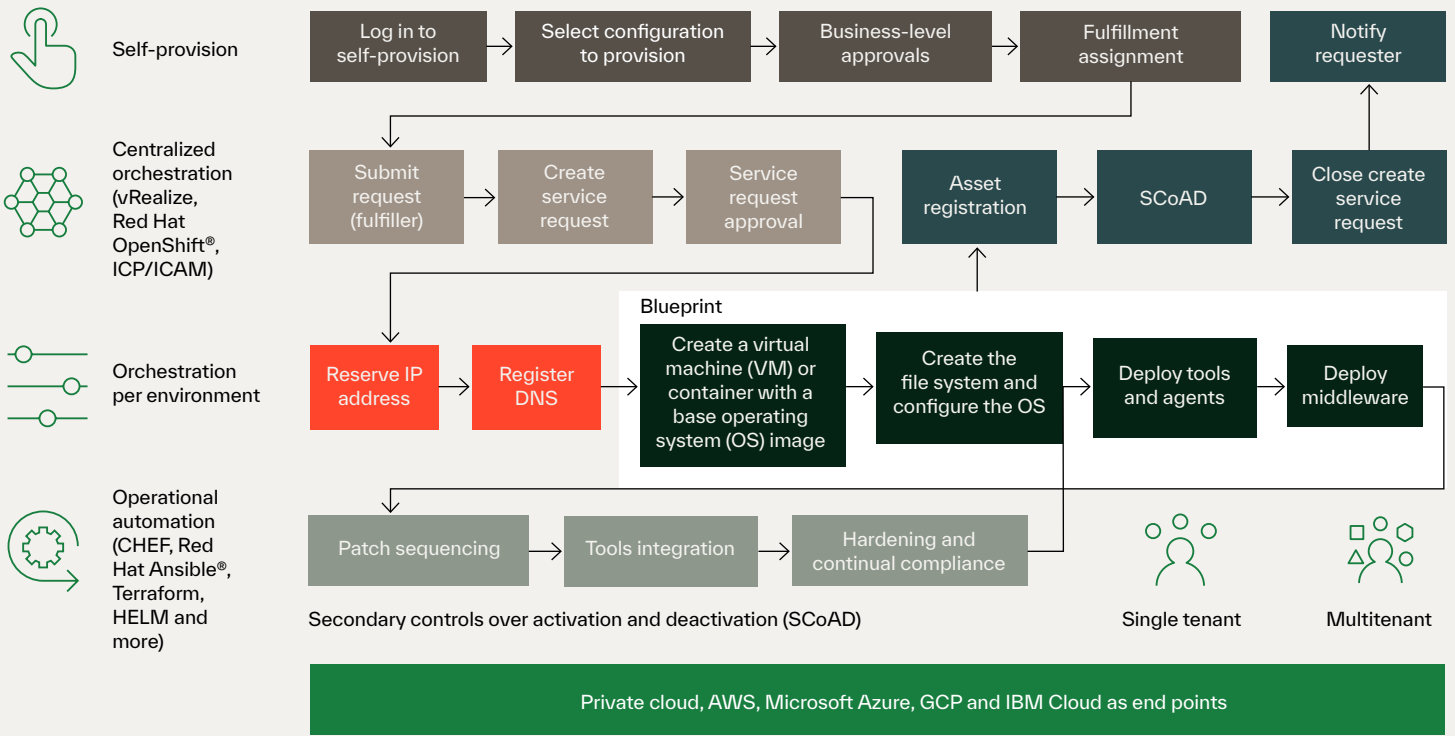 Self-provision
Log in to
self-provision
Select configuration
to provision
Business-level
approvals
Fulfillment
assignment
Notify
requester
Centralized
orchestration
(vRealize,
Red Hat
OpenShift®,
ICP/ICAM)
Submit
request
(fulfiller)
Create
service
request
Service
request
approval
Asset
registration
SCoAD
Close create
service
request
Orchestration
per environment
Reserve IP
address
Register
DNS
Blueprint
Create a virtual
machine (VM) or
container with a
base operating
system (OS) image
Create the
file system and
configure the OS
Deploy tools
and agents
Deploy
middleware
Operational
automation
(CHEF, Red
Hat Ansible®,
Terraform,
HELM and
more)
Patch sequencing
Tools integration
Hardening and
continual compliance
Secondary controls over activation and deactivation (SCoAD)
Single tenant
Multitenant
Private cloud, AWS, Microsoft Azure, GCP and IBM Cloud as end points